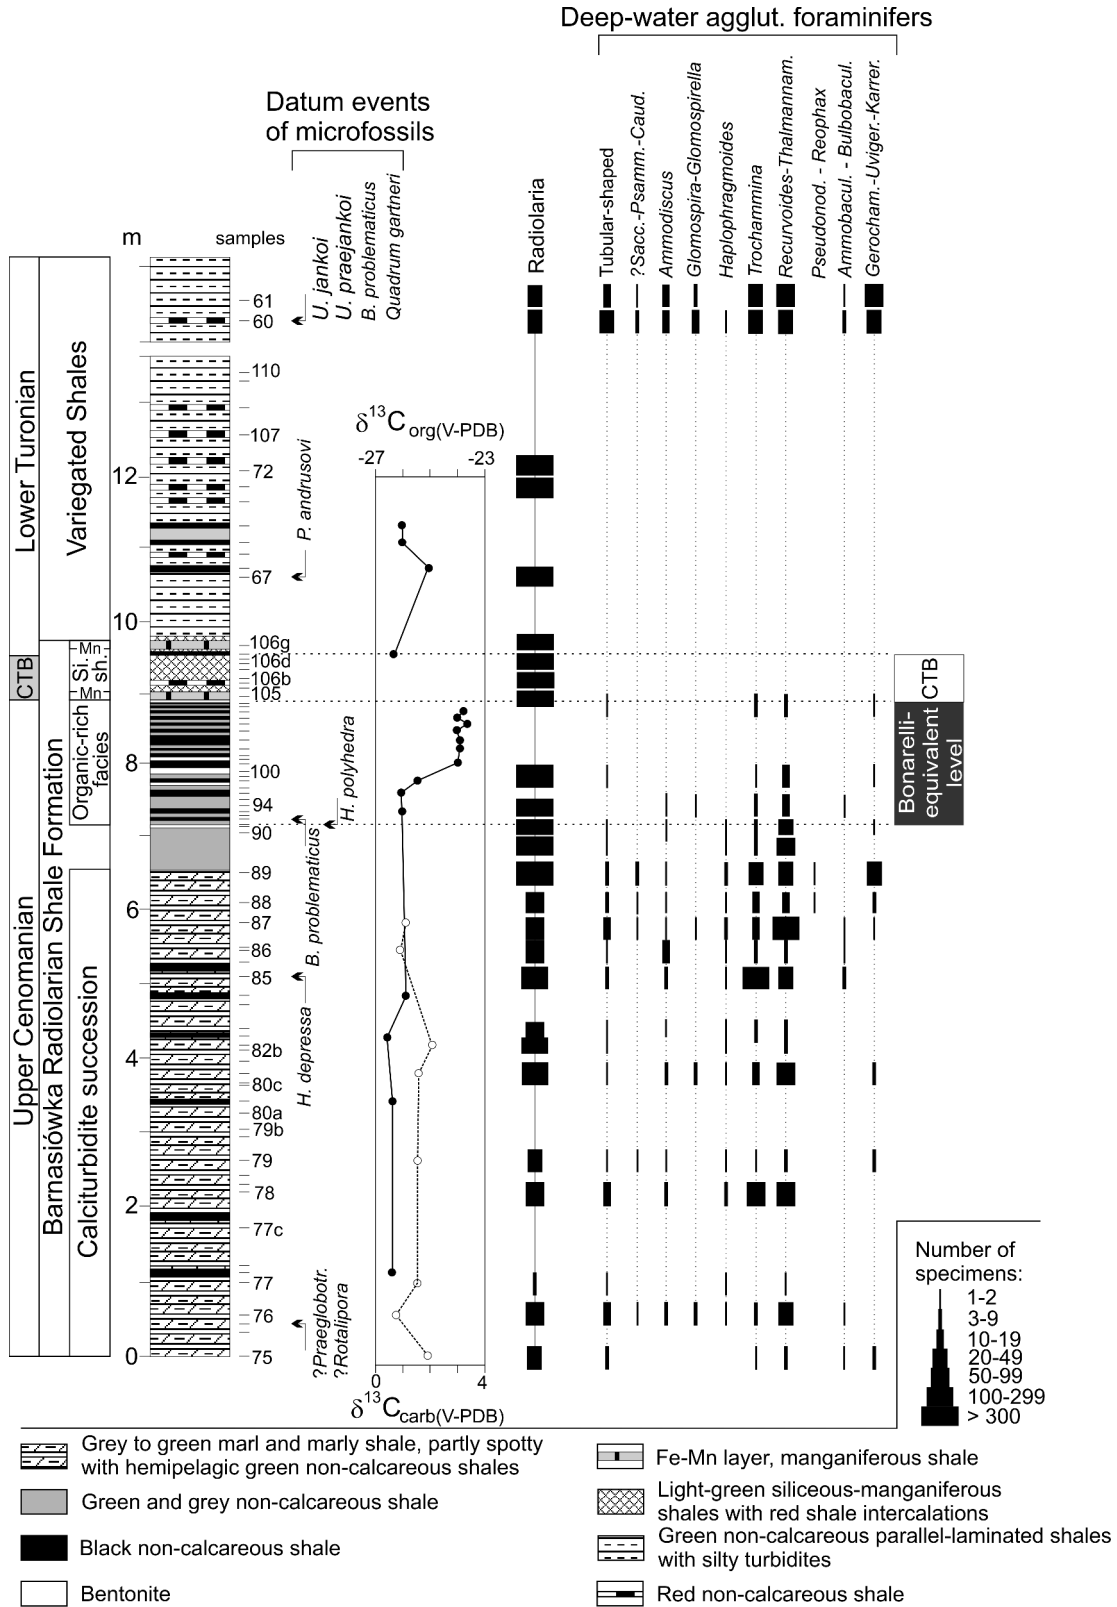 Deep-water agglut. foraminifers
Datum events
of microfossils
m
samples
U. jankoi
U. praejankoi
B. problematicus
Quadrum gartneri
Radiolaria
Tubular-shaped
?Sacc.-Psamm.-Caud.
Ammodiscus
Glomospira-Glomospirella
Haplophragmoides
Trochammina
Recurvoides-Thalmannam.
Pseudonod. - Reophax
Ammobacul. - Bulbobacul.
Gerocham.-Uviger.-Karrer.
Lower Turonian
CTB
Upper Cenomanian
Variegated Shales
Barnasiówka Radiolarian Shale Formation
Mn
Si. sh.
Mn
Organic-rich
facies
Calciturbidite succession
12
10
8
6
4
2
0
61
60
110
107
72
67
106g
106d
106b
105
100
94
90
89
88
87
86
85
82b
80c
80a
79b
79
78
77c
77
76
75
P. andrusovi
H. polyhedra
B. problematicus
H. depressa
?Praeglobotr.
?Rotalipora
δ13Corg(V-PDB)
-27
-23
0
4
δ13Ccarb(V-PDB)
CTB
Bonarelli-
equivalent
level
Number of
specimens:
1-2
3-9
10-19
20-49
50-99
100-299
> 300
Grey to green marl and marly shale, partly spotty
with hemipelagic green non-calcareous shales
Green and grey non-calcareous shale
Black non-calcareous shale
Bentonite
Fe-Mn layer, manganiferous shale
Light-green siliceous-manganiferous
shales with red shale intercalations
Green non-calcareous parallel-laminated shales
with silty turbidites
Red non-calcareous shale